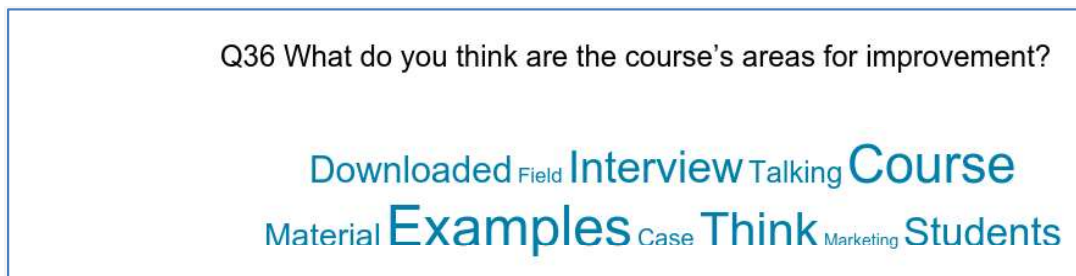 Q36 What do you think are the course’s areas for improvement?
Downloaded Field Interview Talking Course
Material Examples Case Think Marketing Students